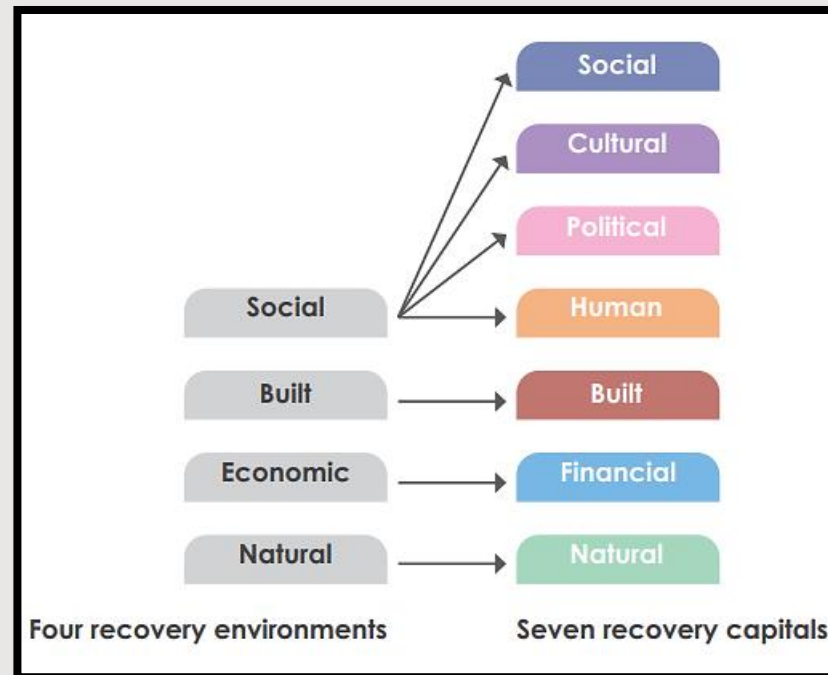 Social
Cultural
Political
Social
Human
Built
Built
Economic
Financial
Natural
Natural
Four recovery environments
Seven recovery capitals